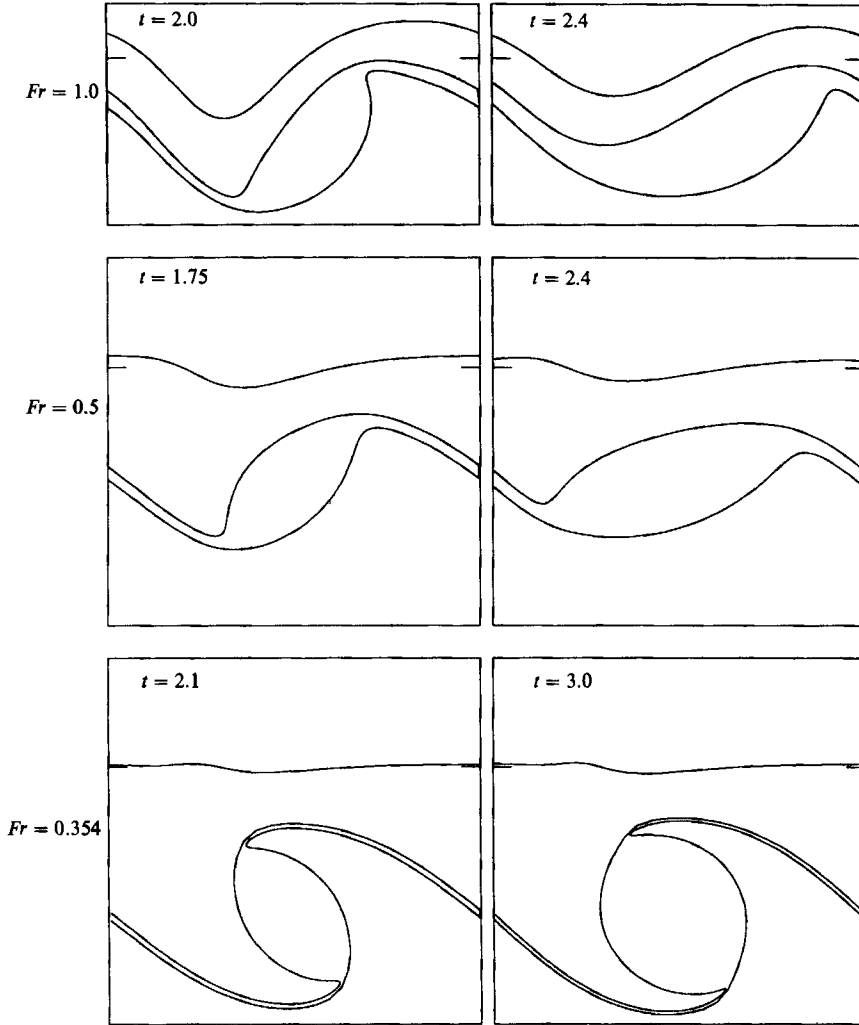 t = 2.0
t = 2.4
Fr = 1.0
t = 1.75
t = 2.4
Fr = 0.5
t = 2.1
t = 3.0
Fr = 0.354